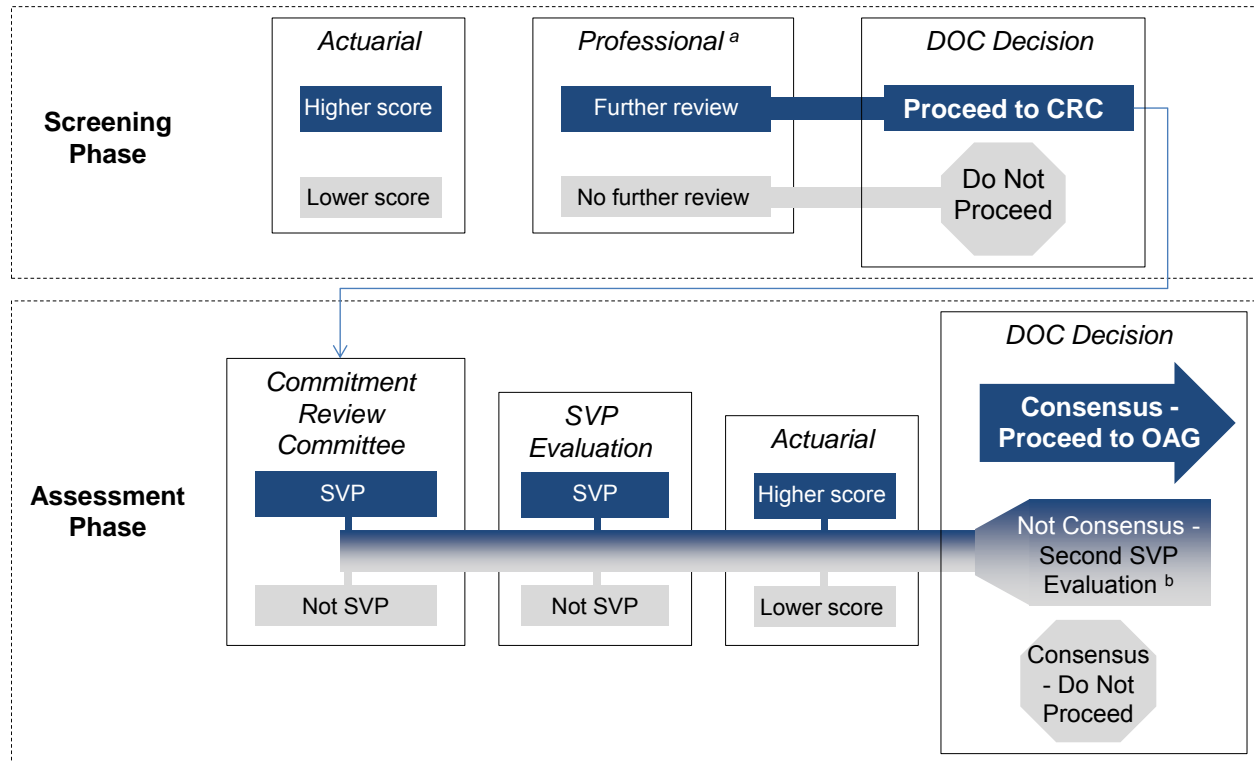 Screening
Phase
Actuarial
Higher score
Lower score
Professional ᵃ
Further review
No further review
DOC Decision
Proceed to CRC
Do Not
Proceed
Assessment
Phase
Commitment
Review
Committee
SVP
Not SVP
SVP
Evaluation
SVP
Not SVP
Actuarial
Higher score
Lower score
DOC Decision
Consensus -
Proceed to OAG
Not Consensus -
Second SVP
Evaluation ᵇ
Consensus
- Do Not
Proceed